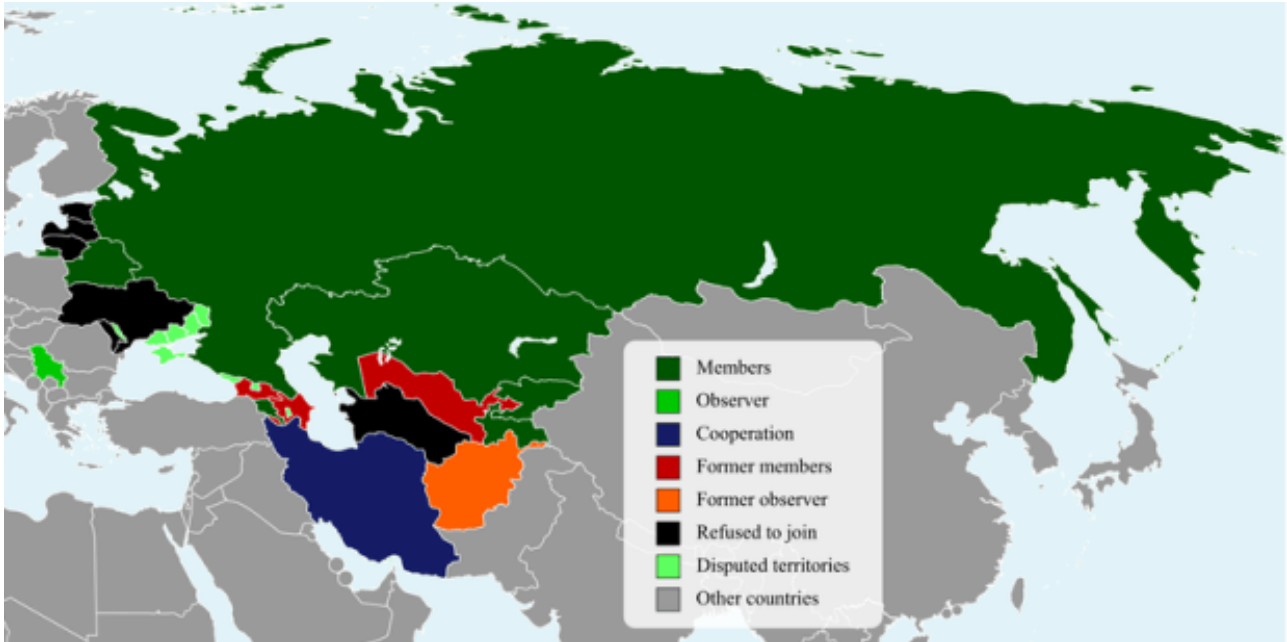 Members
Observer
Cooperation
Former members
Former observer
Refused to join
Disputed territories
Other countries